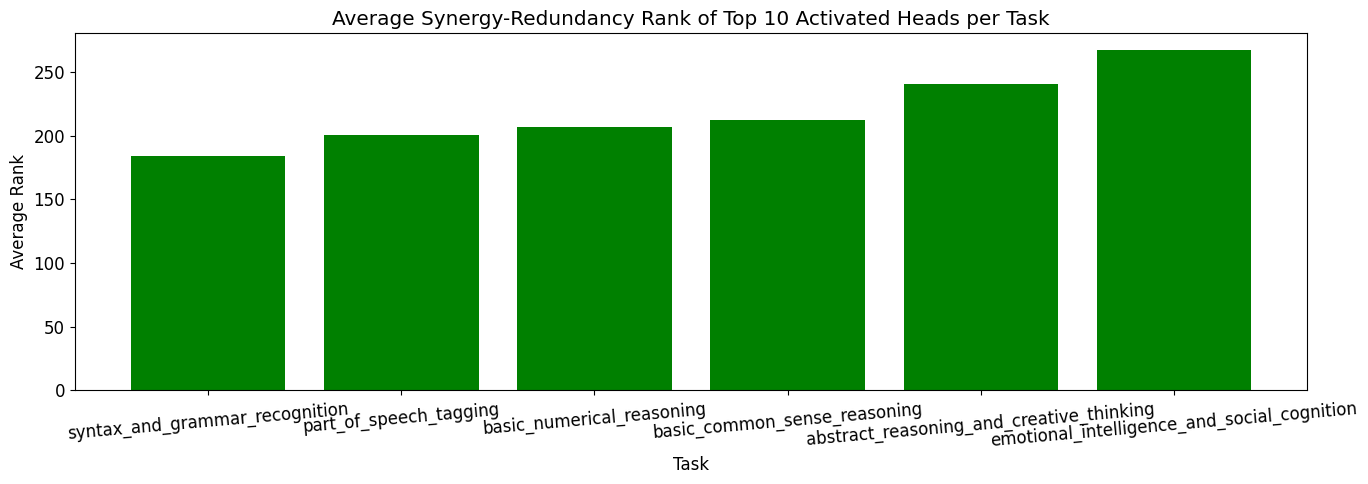 Average Synergy-Redundancy Rank of Top 10 Activated Heads per Task
Average Rank
250
200
150
100
50
0
syntax_and_grammar_recognition
part_of_speech_tagging
basic_numerical_reasoning
basic_common_sense_reasoning
abstract_reasoning_and_creative_thinking
emotional_intelligence_and_social_cognition
Task